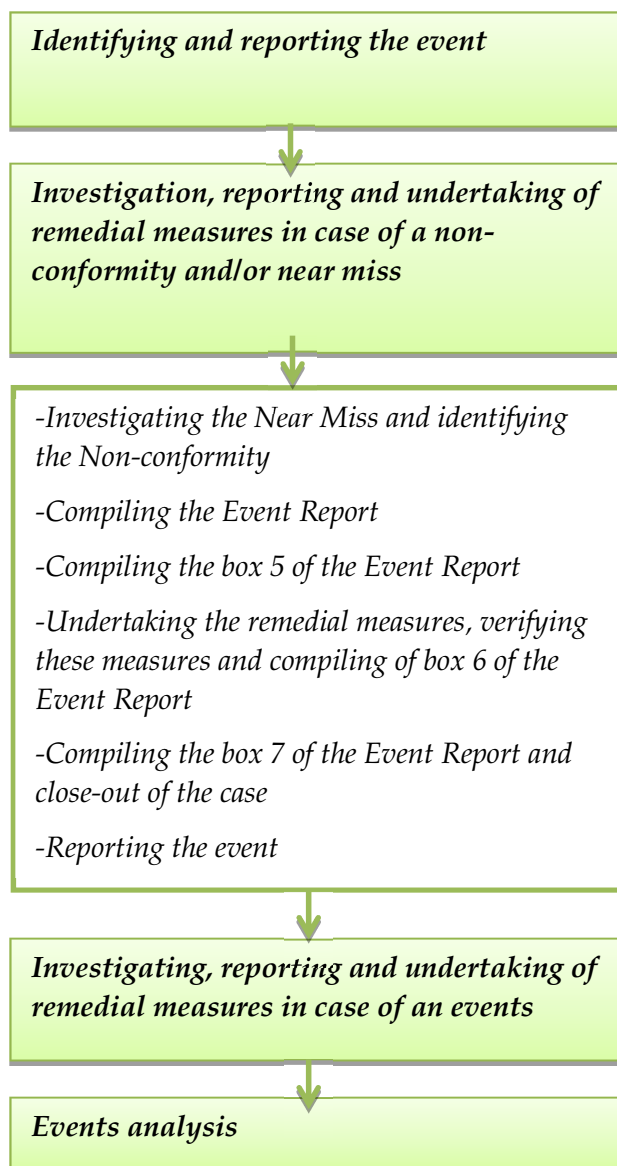 Identifying and reporting the event
Investigation, reporting and undertaking of
remedial measures in case of a non-
conformity and/or near miss
-Investigating the Near Miss and identifying
the Non-conformity
-Compiling the Event Report
-Compiling the box 5 of the Event Report
-Undertaking the remedial measures, verifying
these measures and compiling of box 6 of the
Event Report
-Compiling the box 7 of the Event Report and
close-out of the case
-Reporting the event
Investigating, reporting and undertaking of
remedial measures in case of an events
Events analysis